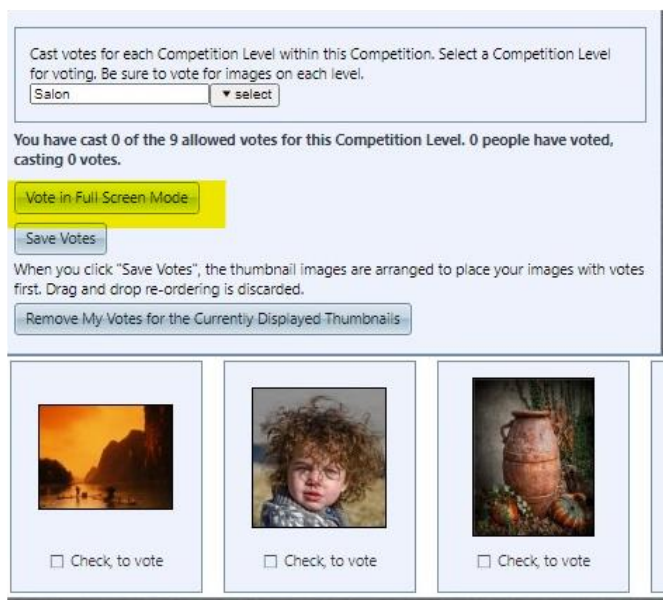 Cast votes for each Competition Level within this Competition. Select a Competition Level
for voting. Be sure to vote for images on each level.
Salon ▼ select
You have cast 0 of the 9 allowed votes for this Competition Level. 0 people have voted,
casting 0 votes.
Vote in Full Screen Mode
Save Votes
When you click "Save Votes", the thumbnail images are arranged to place your images with votes
first. Drag and drop re-ordering is discarded.
Remove My Votes for the Currently Displayed Thumbnails
Check, to vote Check, to vote Check, to vote